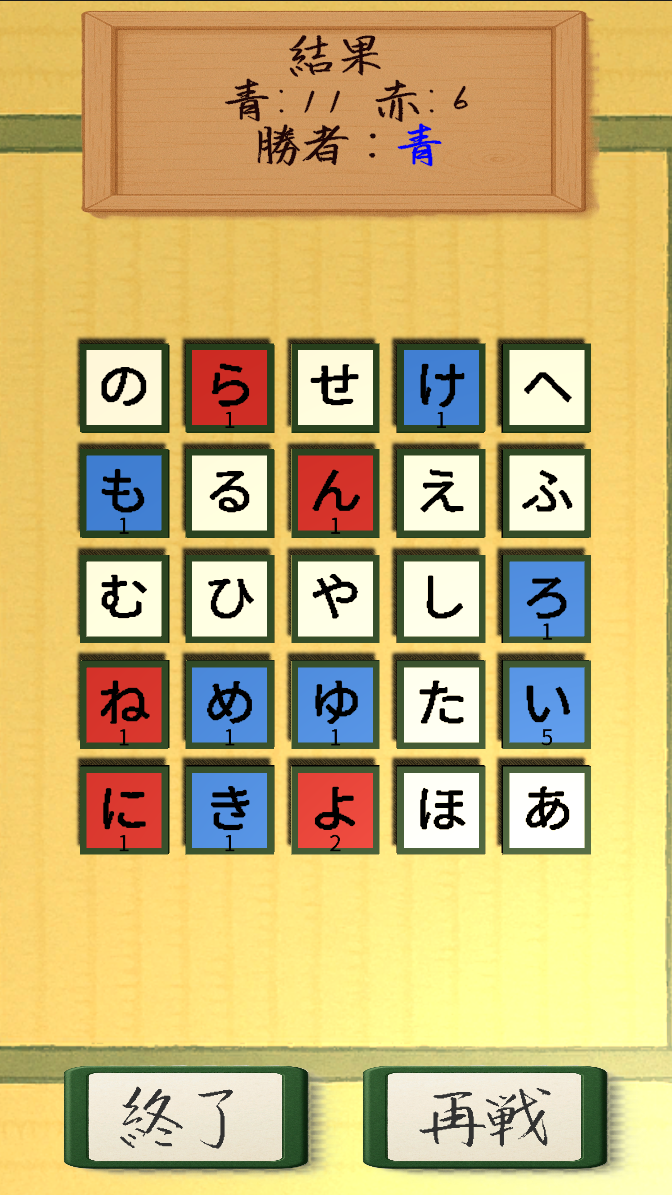 結果
青：11 赤：6
勝者：青
の ら せ け へ
1 1
も る ん え ふ
1 1
む ひ や し ろ
1
ね め ゆ た い
1 1 1 5
に き よ ほ あ
1 1 2
終了 再戦